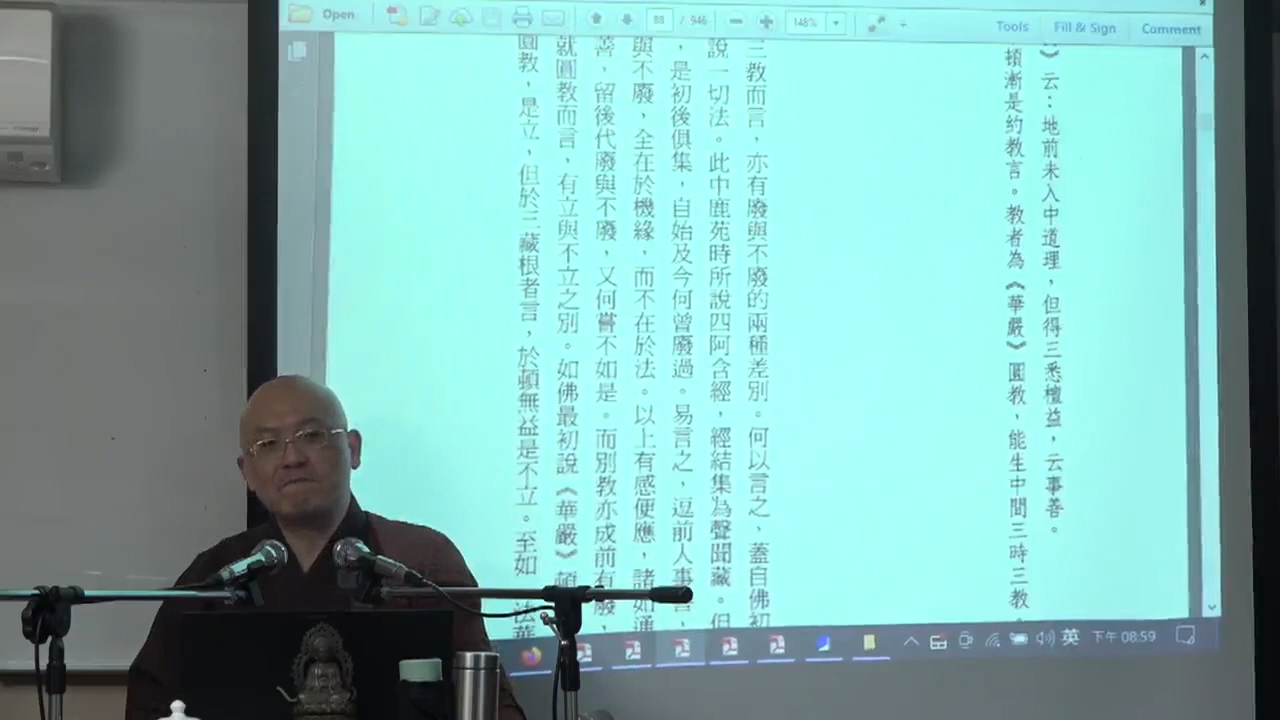 Open
88 / 946
148%
Tools
Fill & Sign
Comment
》云：地前未入中道理，但得三悉檀益，云事善。
頓漸是約教言。教者為《華嚴》圓教，能生中間三時三教。
三教而言，亦有廢與不廢的兩種差別。何以言之，蓋自佛初
說一切法。此中鹿苑時所說四阿含經，經結集為聲聞藏。但
，是初後俱集，自始及今何曾廢過。易言之，逗前人事善，
與不廢，全在於機緣，而不在於法。以上有感便應，諸如通
善，留後代廢與不廢，又何嘗不如是。而別教亦成前有廢，
就圓教而言，有立與不立之別。如佛最初說《華嚴》頓
圓教，是立，但於三藏根者言，於頓無益是不立。至如《法華
英
下午 08:59